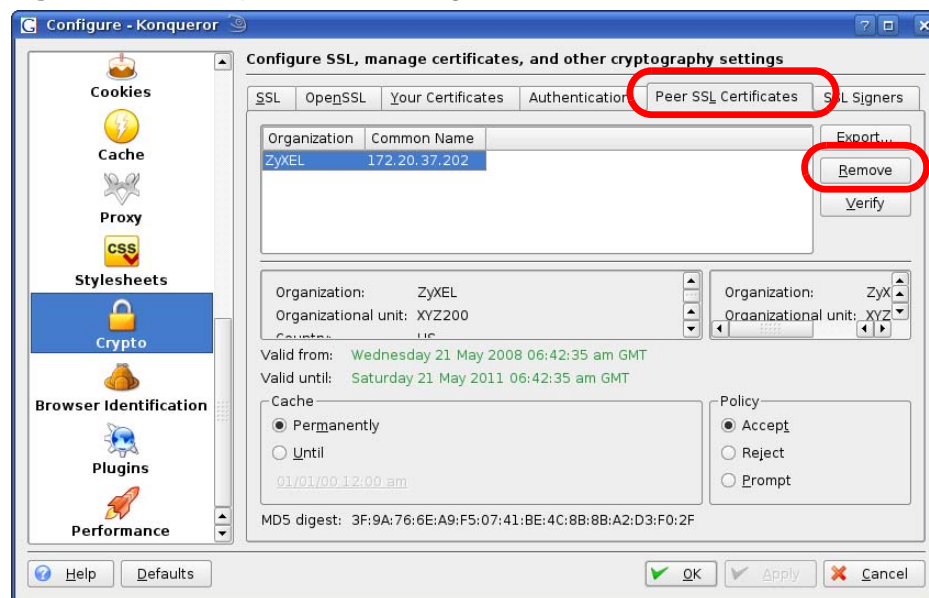 Configure - Konqueror
Cookies
Cache
Proxy
CSS
Stylesheets
Crypto
Browser Identification
Plugins
Performance
Configure SSL, manage certificates, and other cryptography settings
SSL OpenSSL Your Certificates Authentication Peer SSL Certificates SSL Signers
Organization Common Name
ZyXEL 172.20.37.202
Export...
Remove
Verify
Organization: ZyXEL
Organizational unit: XYZ200
Country: US
Organization: ZyX
Organizational unit: XYZ
Valid from: Wednesday 21 May 2008 06:42:35 am GMT
Valid until: Saturday 21 May 2011 06:42:35 am GMT
Cache
Permanently
Until
01/01/00 12:00 am
Policy
Accept
Reject
Prompt
MD5 digest: 3F:9A:76:6E:A9:F5:07:41:BE:4C:8B:8B:A2:D3:F0:2F
Help Defaults OK Apply Cancel